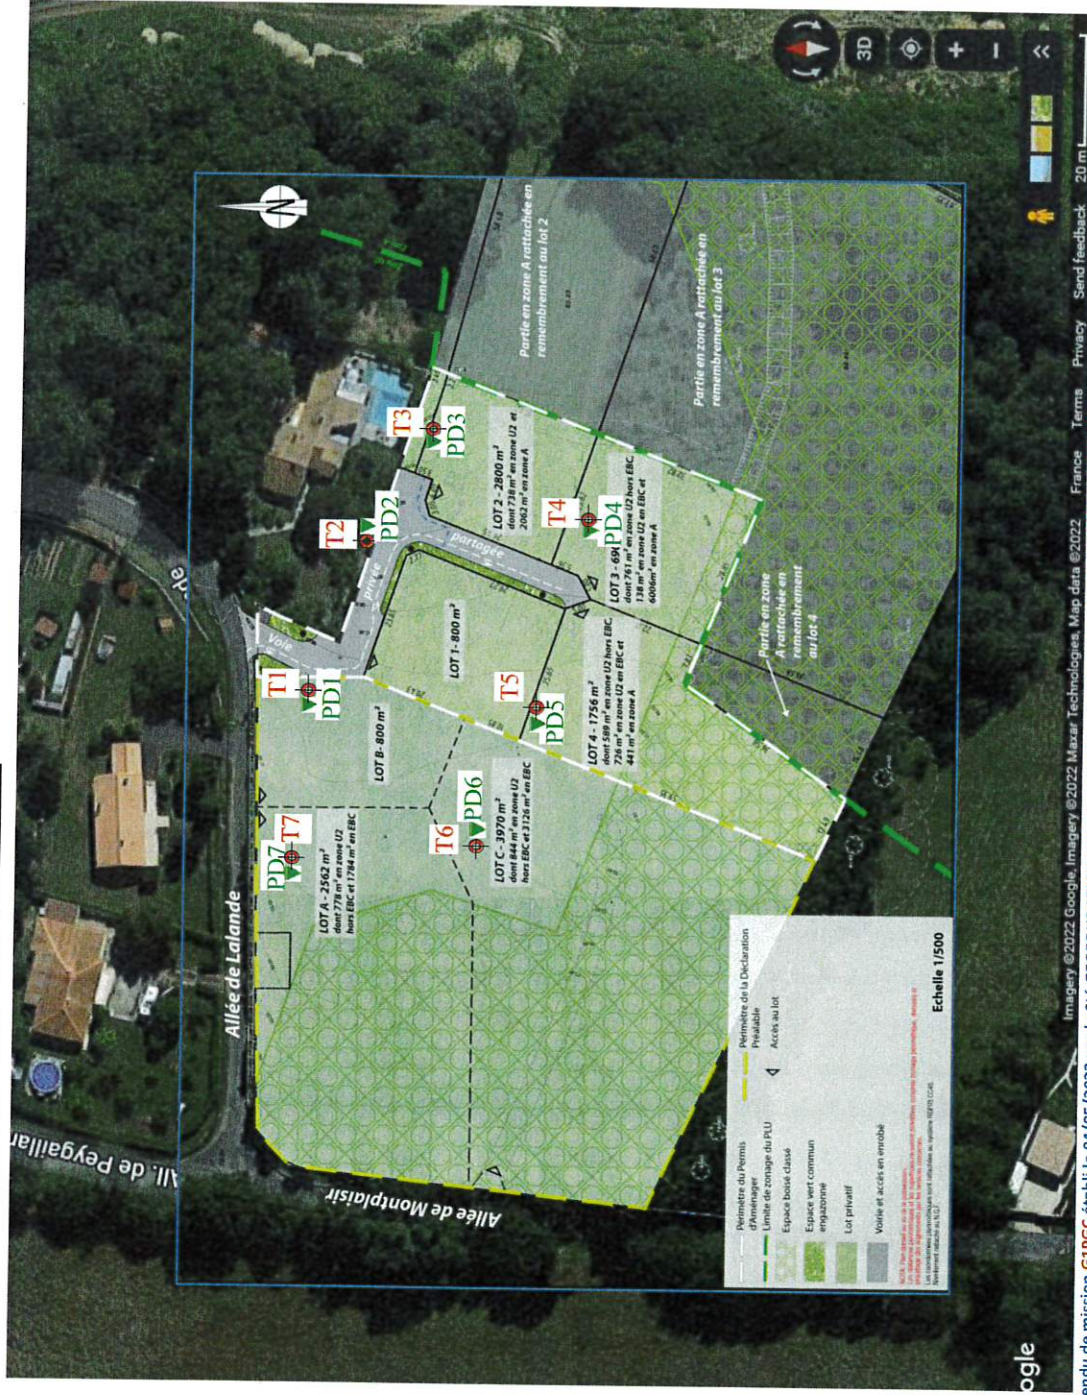 All. de Peygaillar
Allée de Lalande
Allée de Montplaisir
N
3D
T1
PD1
T2
PD2
T3
PD3
T4
PD4
T5
PD5
T6
PD6
T7
PD7
Voie
privée
partagée
LOT 1- 800 m²
LOT B- 800 m²
LOT 2 - 2800 m²
dont 738 m² en zone U2 et
2062 m² en zone A
LOT 3 - 69
dont 761 m² en zone U2 hors EBC,
138 m² en zone U2 en EBC et
6006m² en zone A
LOT 4 - 1756 m²
dont 589 m² en zone U2 hors EBC,
726 m² en zone U2 en EBC et
441 m² en zone A
LOT A - 2562 m²
dont 778 m² en zone U2
hors EBC et 1784 m² en EBC
LOT C - 3970 m²
dont 844 m² en zone U2
hors EBC et 3126 m² en EBC
Partie en zone A rattachée en
remembrement au lot 2
Partie en zone A rattachée en
remembrement au lot 3
Partie en zone
A rattachée en
remembrement
au lot 4
Périmètre du Permis
d'Aménager
Limite de zonage du PLU
Espace boisé classé
Espace vert commun
engazonné
Lot privatif
Voirie et accès en enrobé
Périmètre de la Déclaration
Préalable
Accès au lot
Echelle 1/500
ogle
Imagery ©2022 Google, Imagery ©2022 Maxar Technologies, Map data ©2022 France Terms Privacy Send feedback 20 m
endu de mission G1PGC établi le